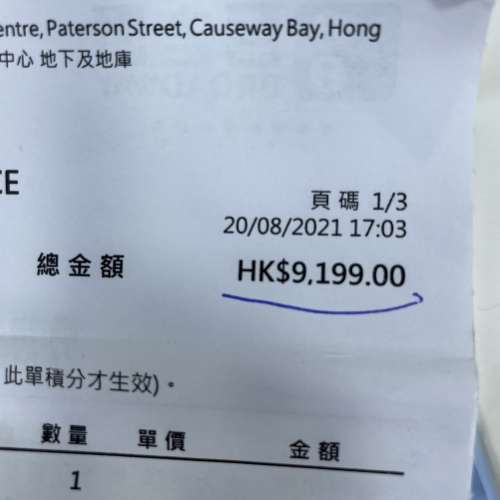 entre, Paterson Street, Causeway Bay, Hong
中心 地下及地庫
CE
頁碼 1/3
20/08/2021 17:03
總金額 HK$9,199.00
此單積分才生效)。
數量 單價 金額
1